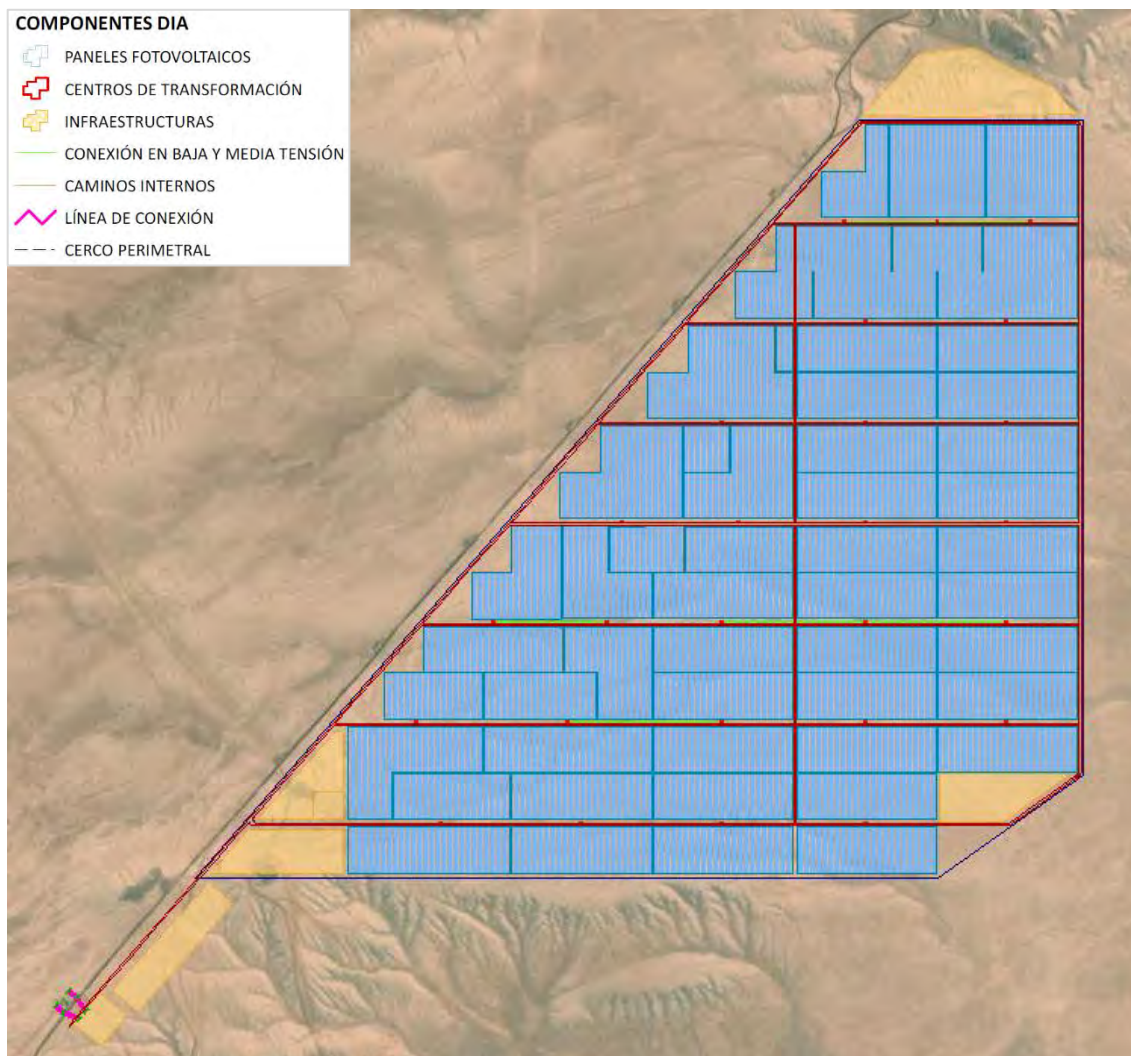 COMPONENTES DIA
PANELES FOTOVOLTAICOS
CENTROS DE TRANSFORMACIÓN
INFRAESTRUCTURAS
CONEXIÓN EN BAJA Y MEDIA TENSIÓN
CAMINOS INTERNOS
LÍNEA DE CONEXIÓN
CERCO PERIMETRAL